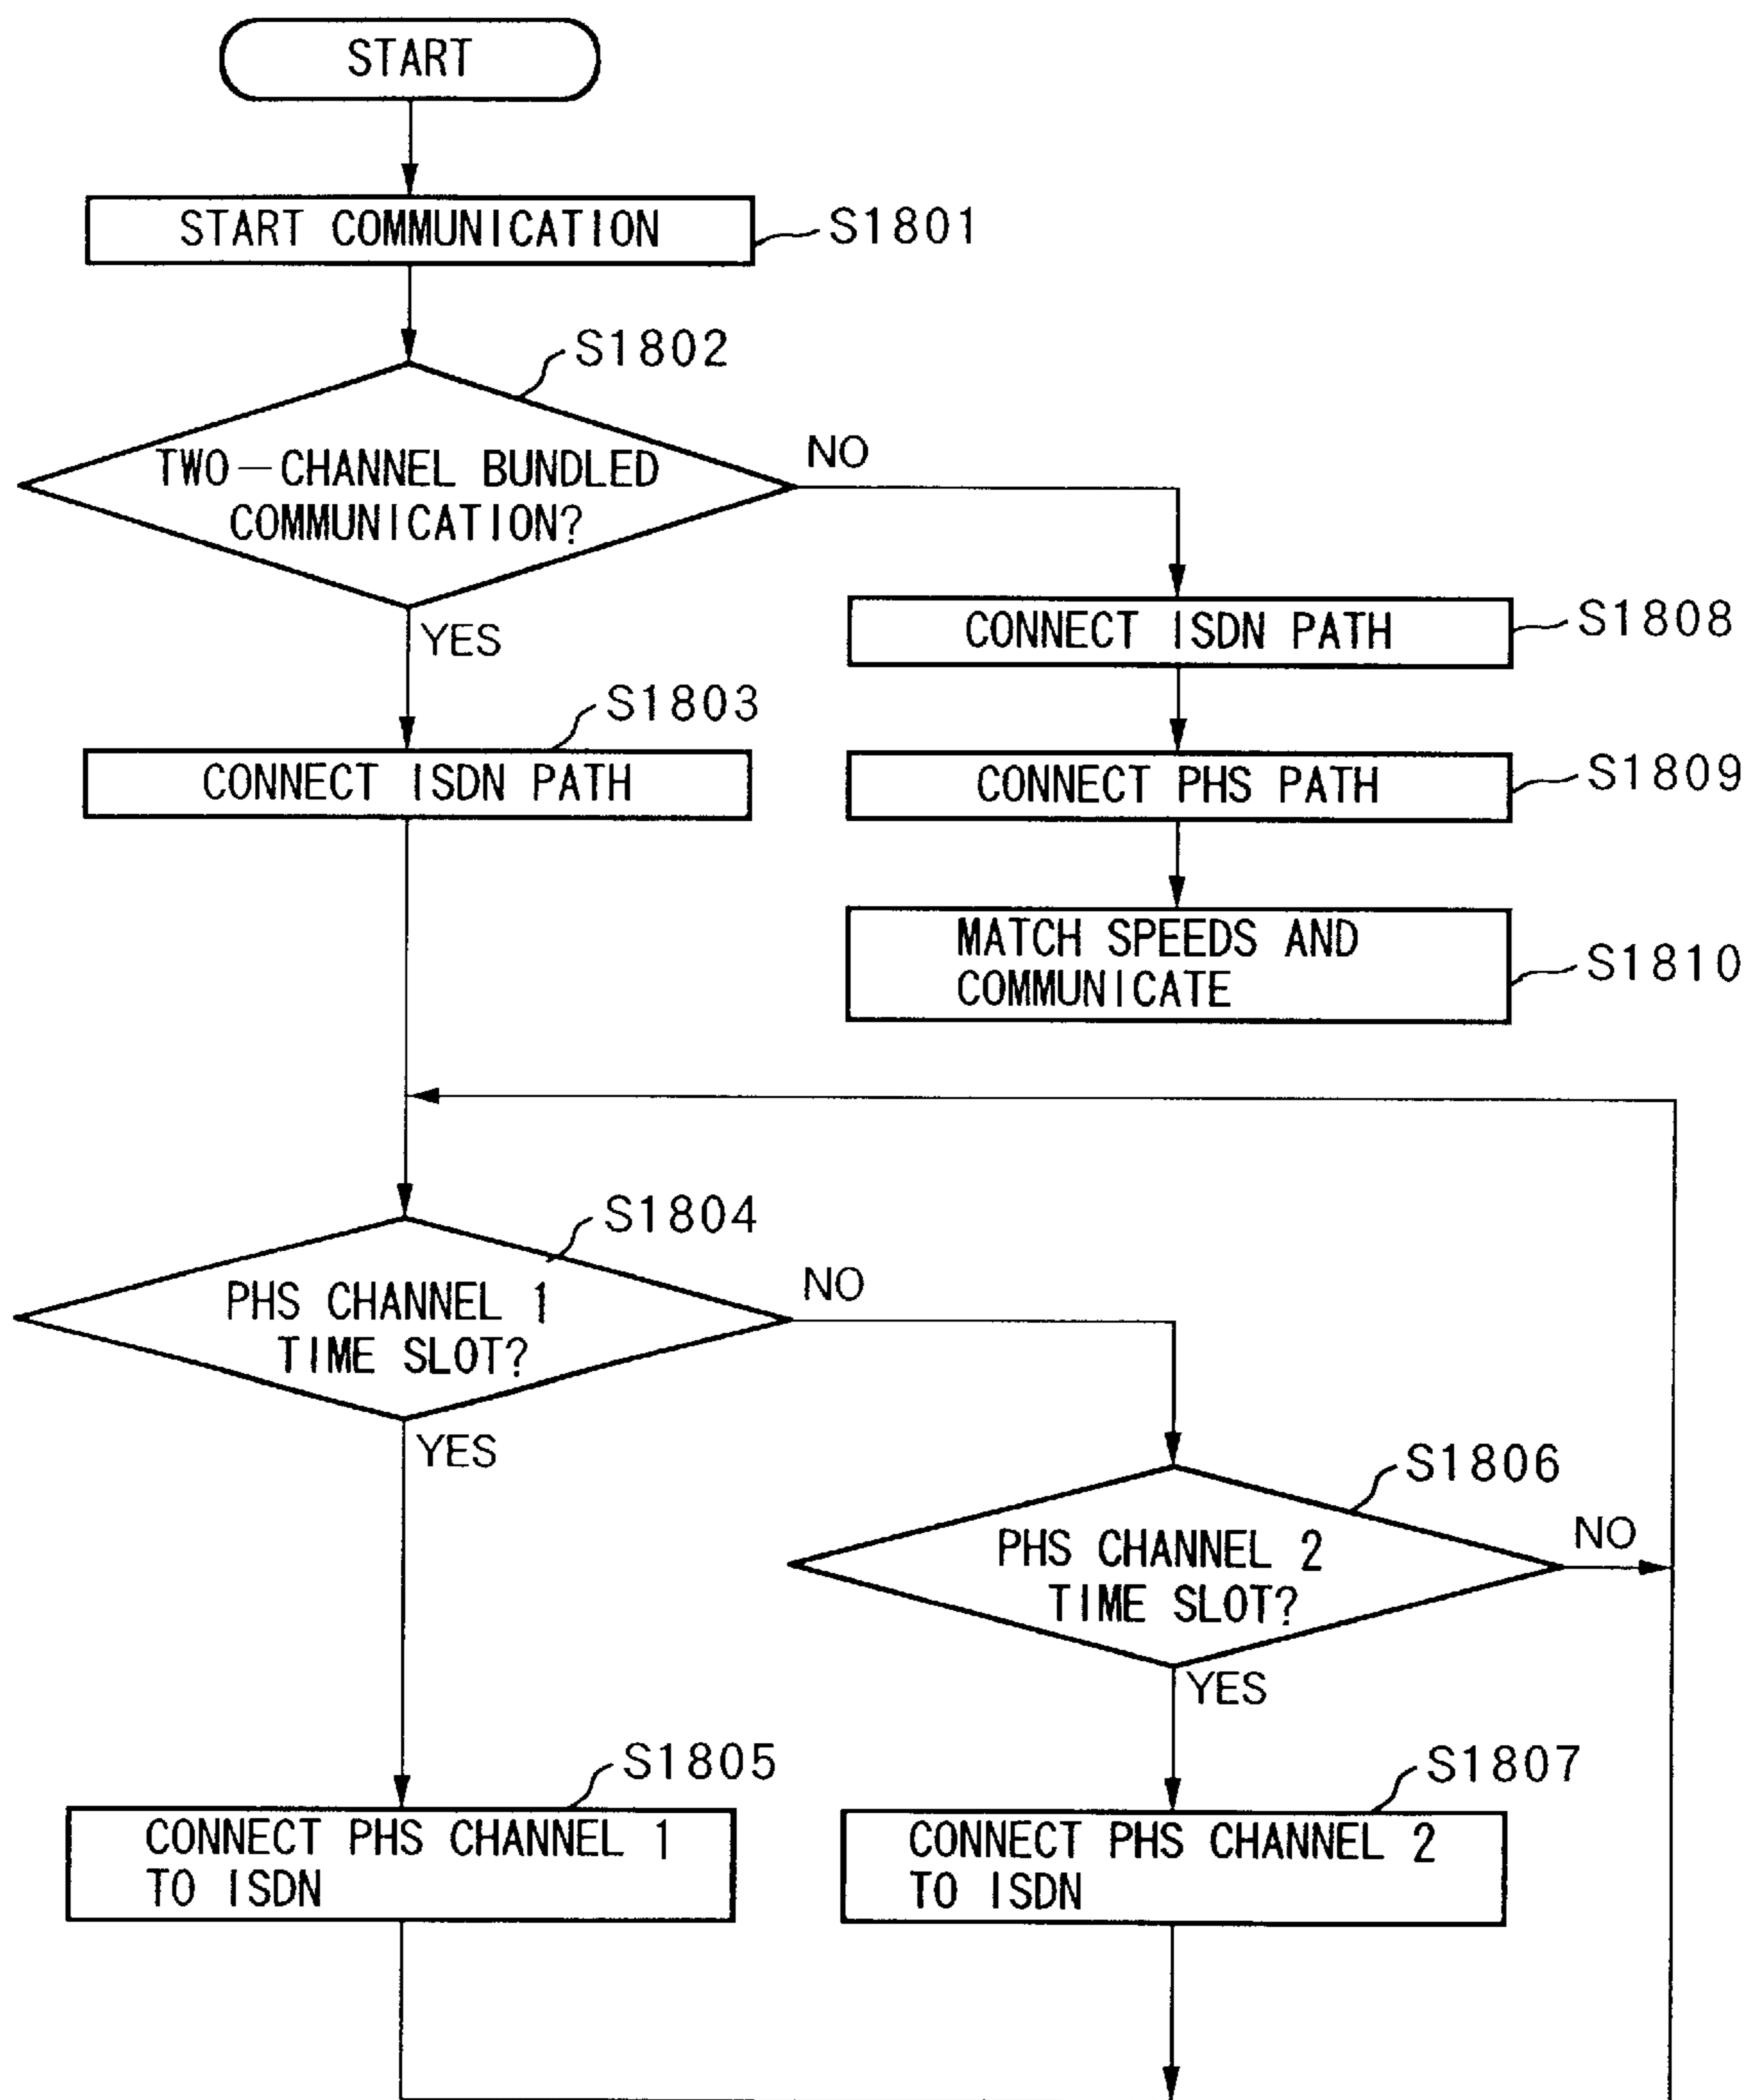 START
START COMMUNICATION
S1801
S1802
TWO-CHANNEL BUNDLED
COMMUNICATION?
NO
YES
CONNECT ISDN PATH
S1808
S1803
CONNECT ISDN PATH
CONNECT PHS PATH
S1809
MATCH SPEEDS AND
COMMUNICATE
S1810
S1804
PHS CHANNEL 1
TIME SLOT?
NO
YES
S1806
PHS CHANNEL 2
TIME SLOT?
NO
YES
S1805
CONNECT PHS CHANNEL 1
TO ISDN
S1807
CONNECT PHS CHANNEL 2
TO ISDN